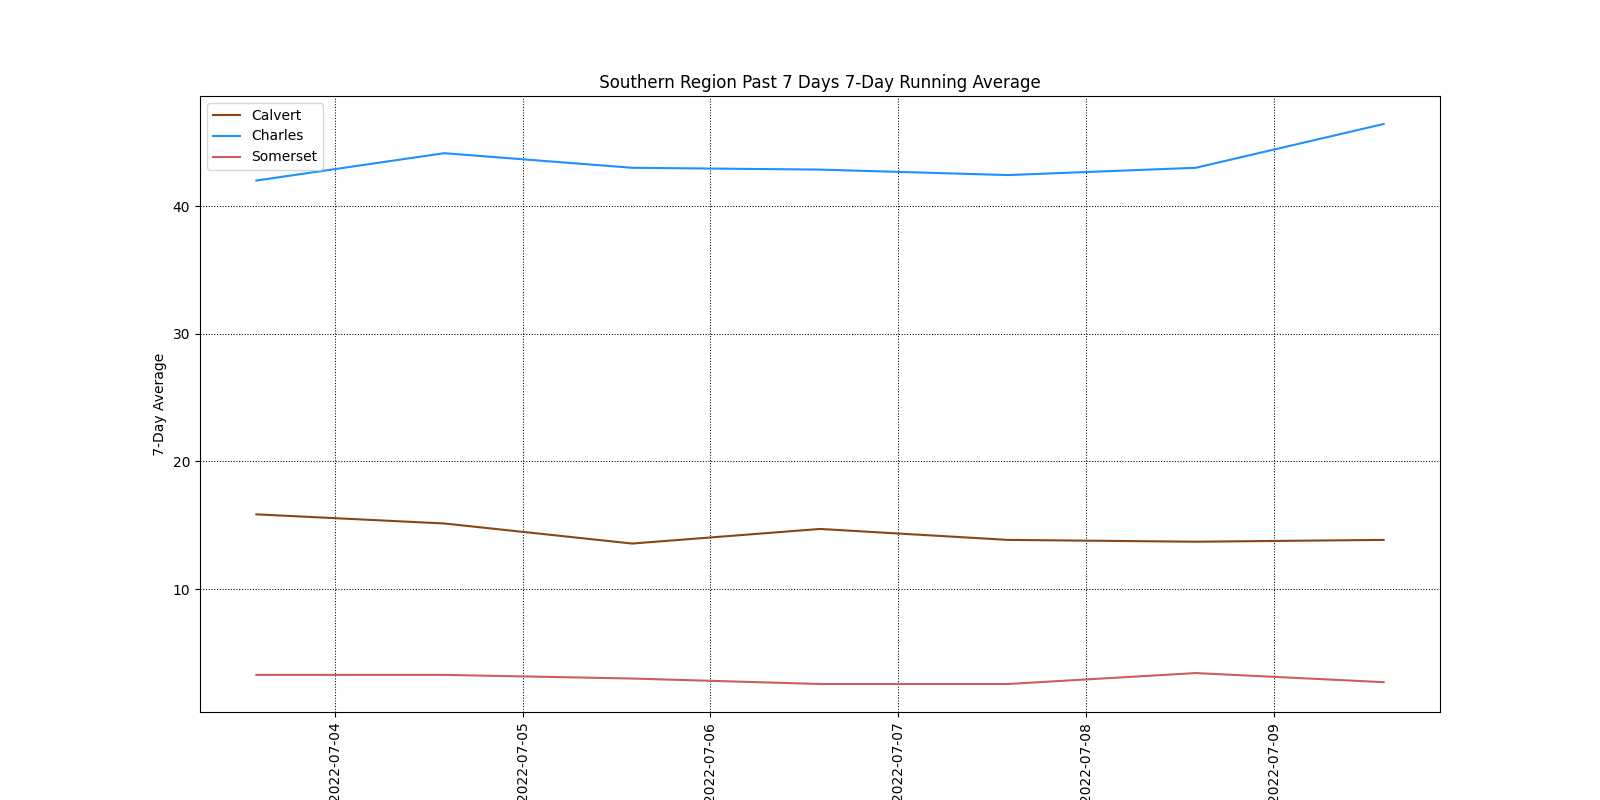 Southern Region Past 7 Days 7-Day Running Average
Calvert
Charles
Somerset
7-Day Average
40
30
20
10
2022-07-04
2022-07-05
2022-07-06
2022-07-07
2022-07-08
2022-07-09